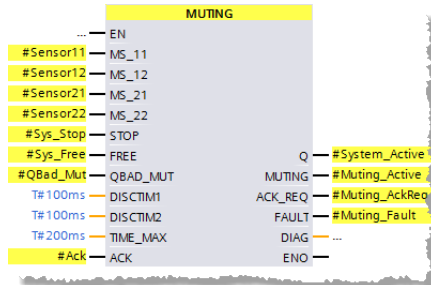 MUTING
... EN
#Sensor11 MS_11
#Sensor12 MS_12
#Sensor21 MS_21
#Sensor22 MS_22
#Sys_Stop STOP
#Sys_Free FREE Q #System_Active
#QBad_Mut QBAD_MUT MUTING #Muting_Active
T#100ms DISCTIM1 ACK_REQ #Muting_AckReq
T#100ms DISCTIM2 FAULT #Muting_Fault
T#200ms TIME_MAX DIAG ...
#Ack ACK ENO